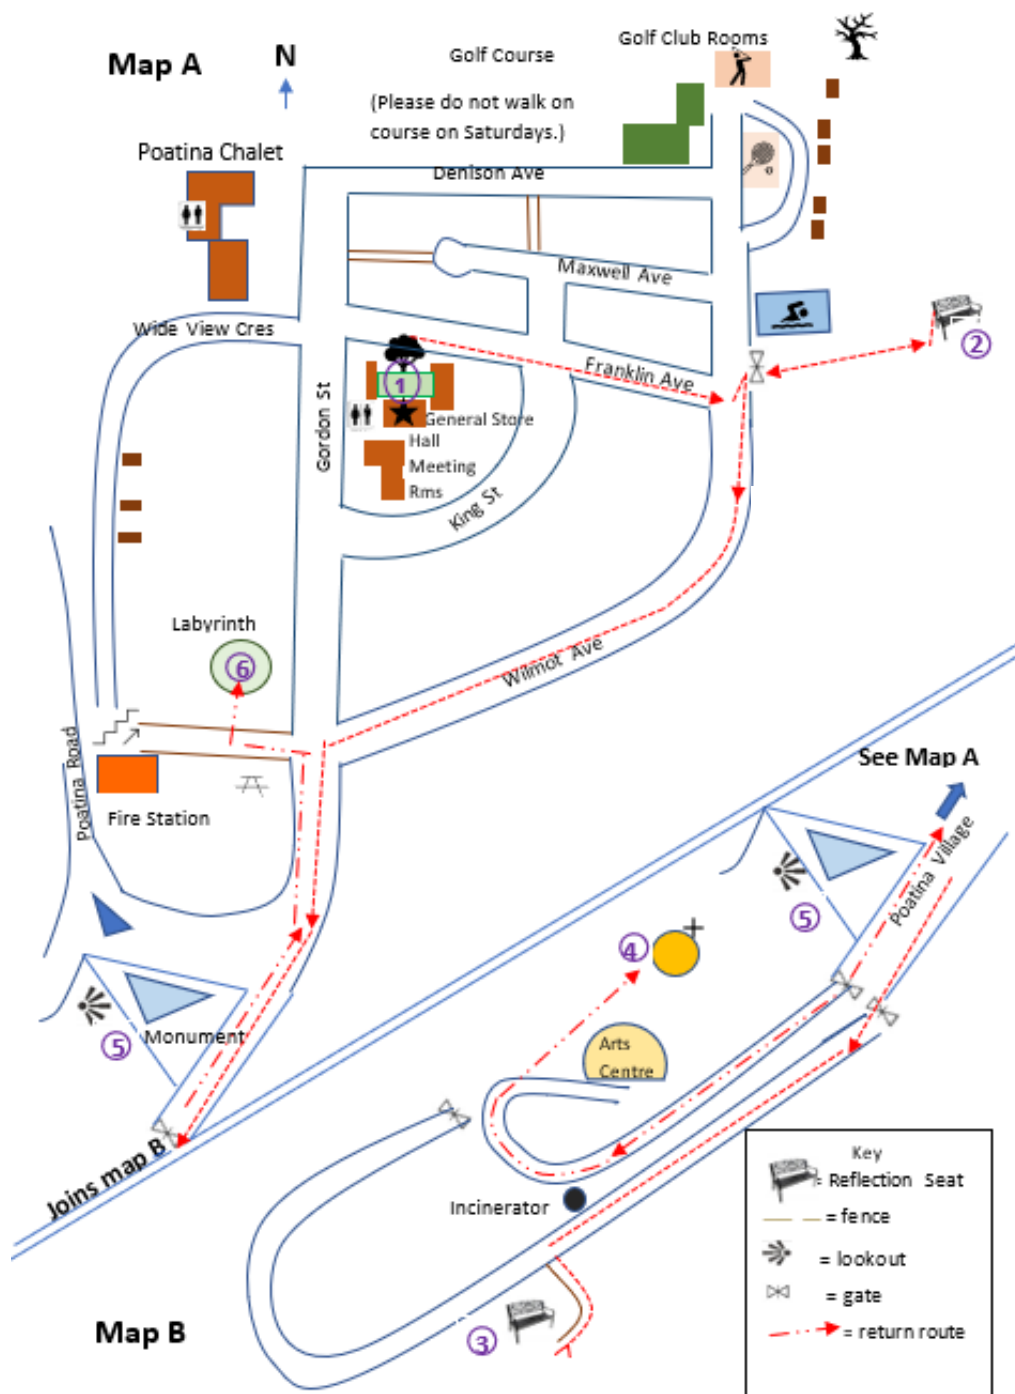 Map A
N
Golf Course
(Please do not walk on
course on Saturdays.)
Golf Club Rooms
Poatina Chalet
Denison Ave
Maxwell Ave
Wide View Cres
Franklin Ave
2
1
General Store
Hall
Meeting
Rms
Gordon St
King St
Labyrinth
6
Wilmot Ave
Poatina Road
Fire Station
See Map A
Poatina Village
5
4
Monument
5
Arts
Centre
Joins map B
Incinerator
Map B
3
Key
= Reflection Seat
= fence
= lookout
= gate
= return route